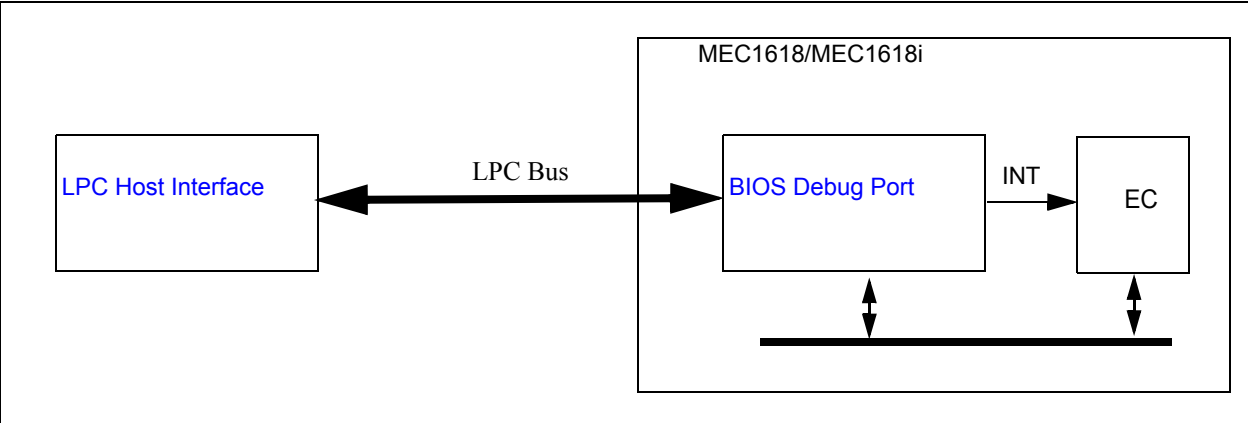 MEC1618/MEC1618i
LPC Host Interface
LPC Bus
BIOS Debug Port
INT
EC